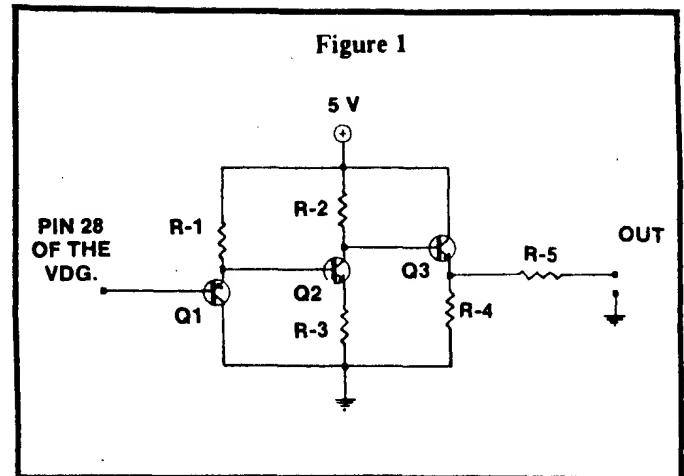 Figure 1
5 V
PIN 28
OF THE
VDG.
R-1
R-2
Q1
Q2
R-3
Q3
R-4
R-5
OUT